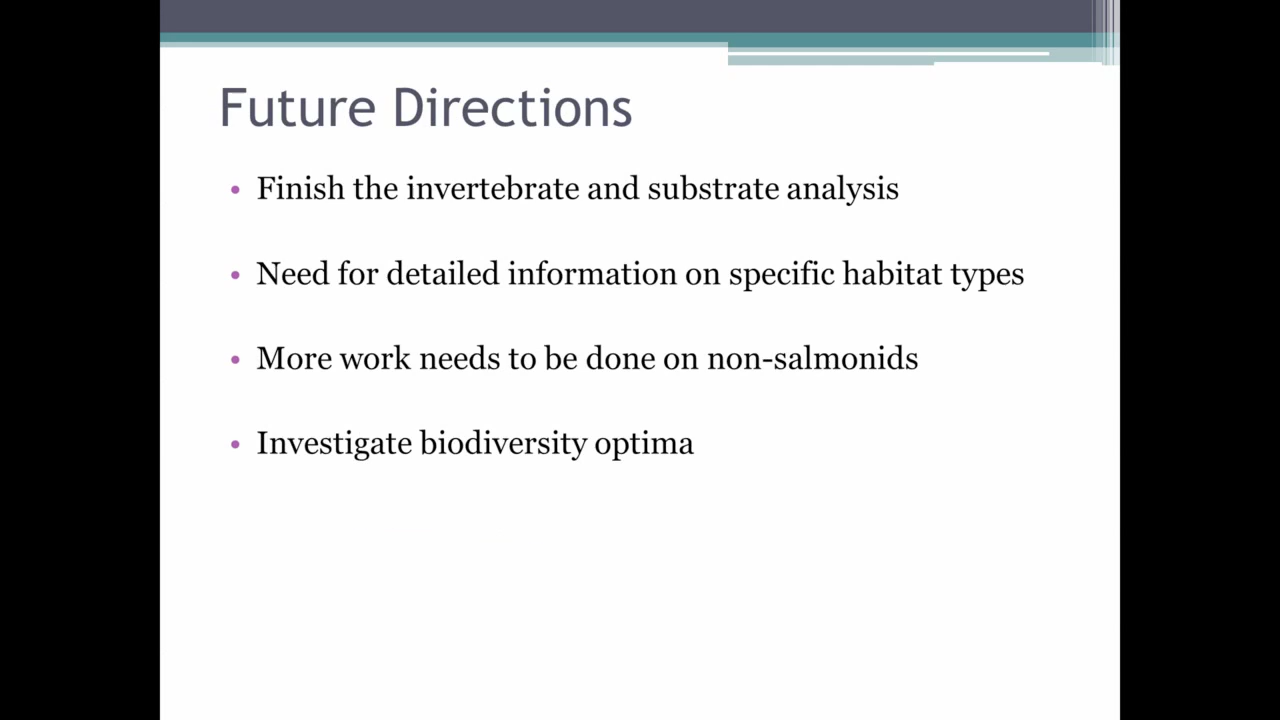 Future Directions
• Finish the invertebrate and substrate analysis
• Need for detailed information on specific habitat types
• More work needs to be done on non-salmonids
• Investigate biodiversity optima